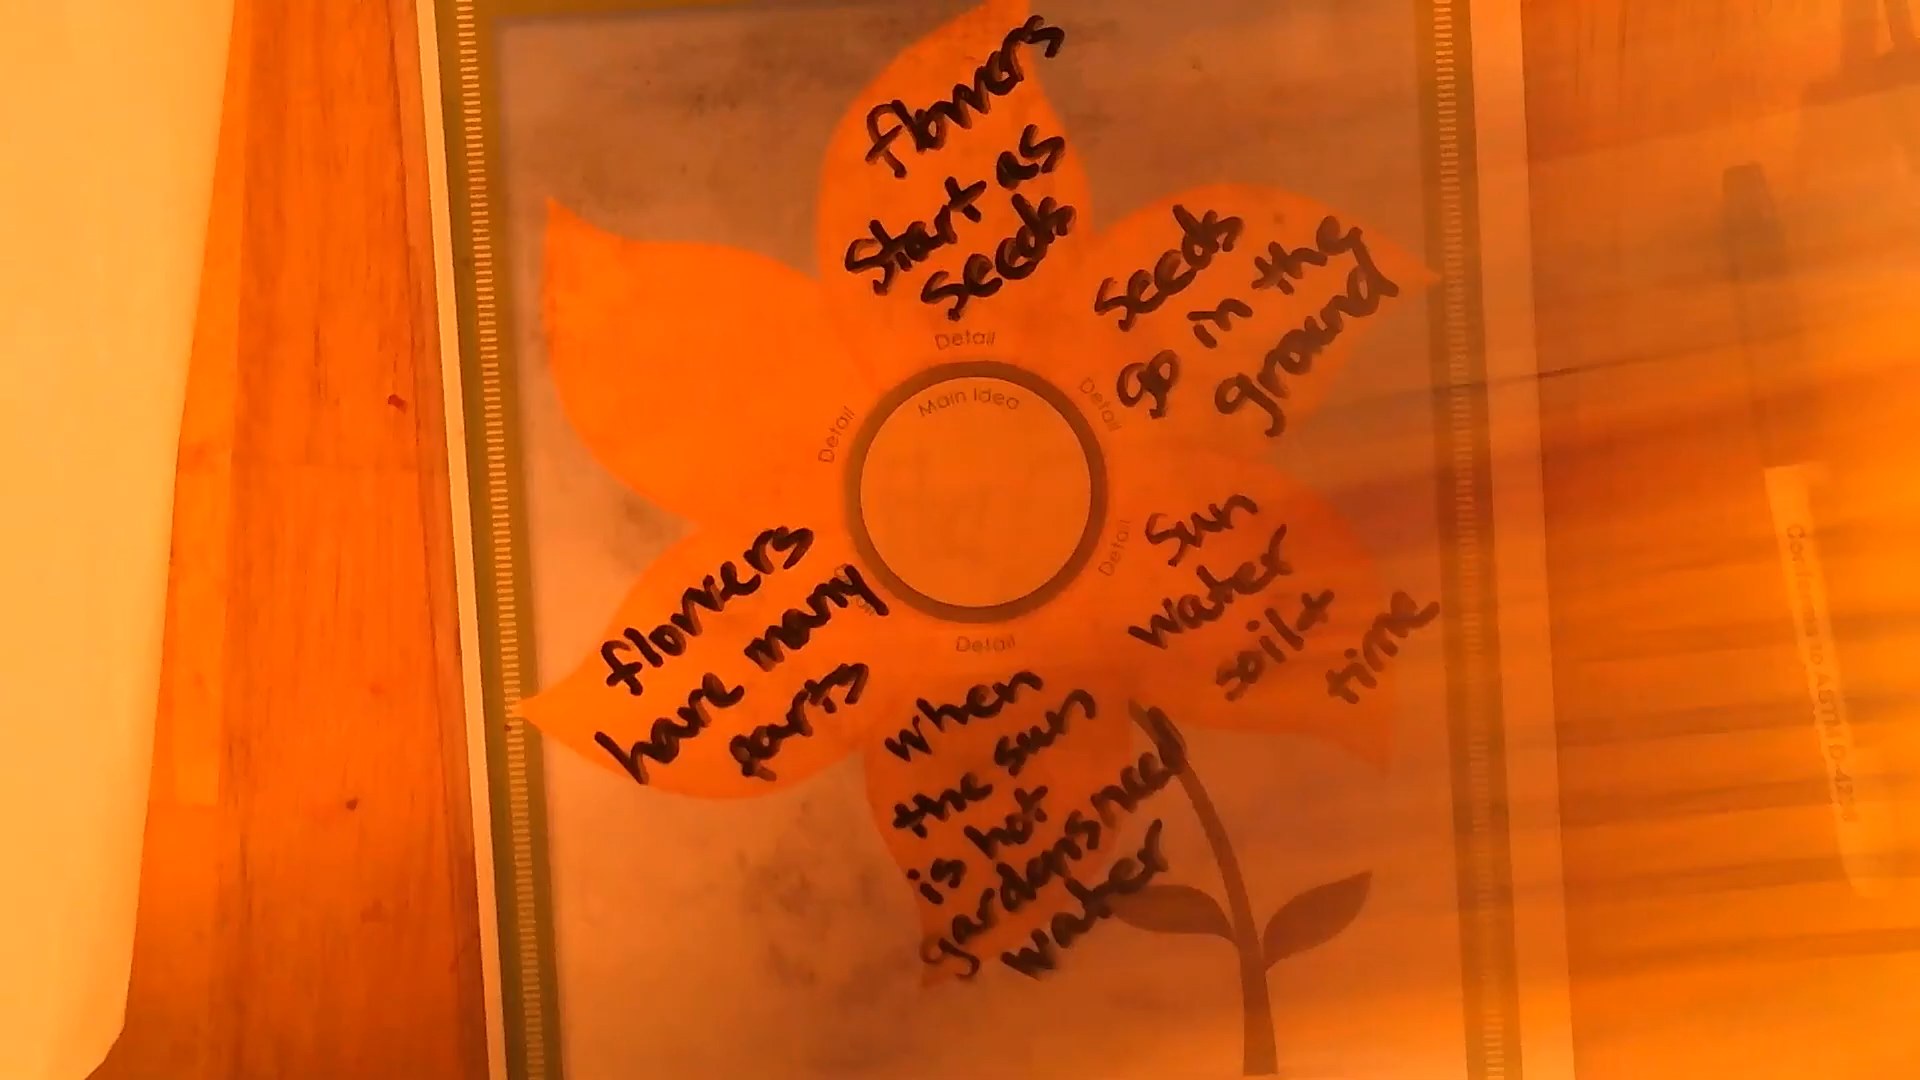 flowers
start as
seeds
Detail
seeds
go in the
ground
Detail
Main Idea
Detail
Sun
water
soil +
time
Detail
flowers
have many
parts
Detail
when
the sun
is hot
gardens need
water